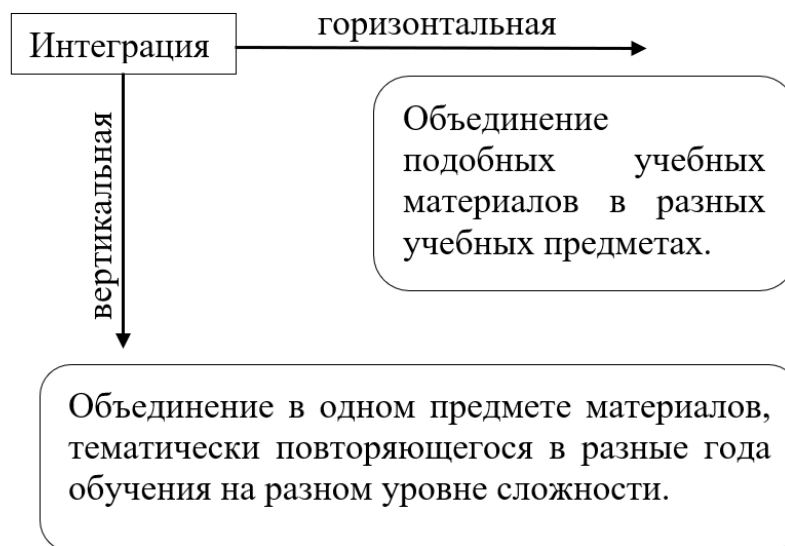 Интеграция
горизонтальная
вертикальная
Объединение
подобных учебных
материалов в разных
учебных предметах.
Объединение в одном предмете материалов,
тематически повторяющегося в разные года
обучения на разном уровне сложности.